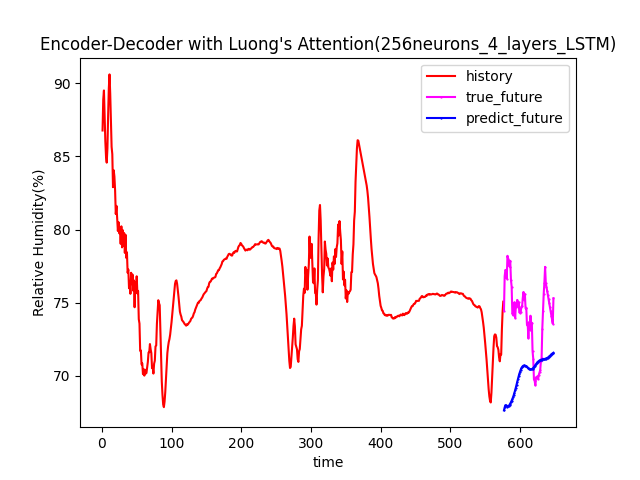 Encoder-Decoder with Luong's Attention(256neurons_4_layers_LSTM)
history
true_future
predict_future
Relative Humidity(%)
90
85
80
75
70
0 100 200 300 400 500 600
time